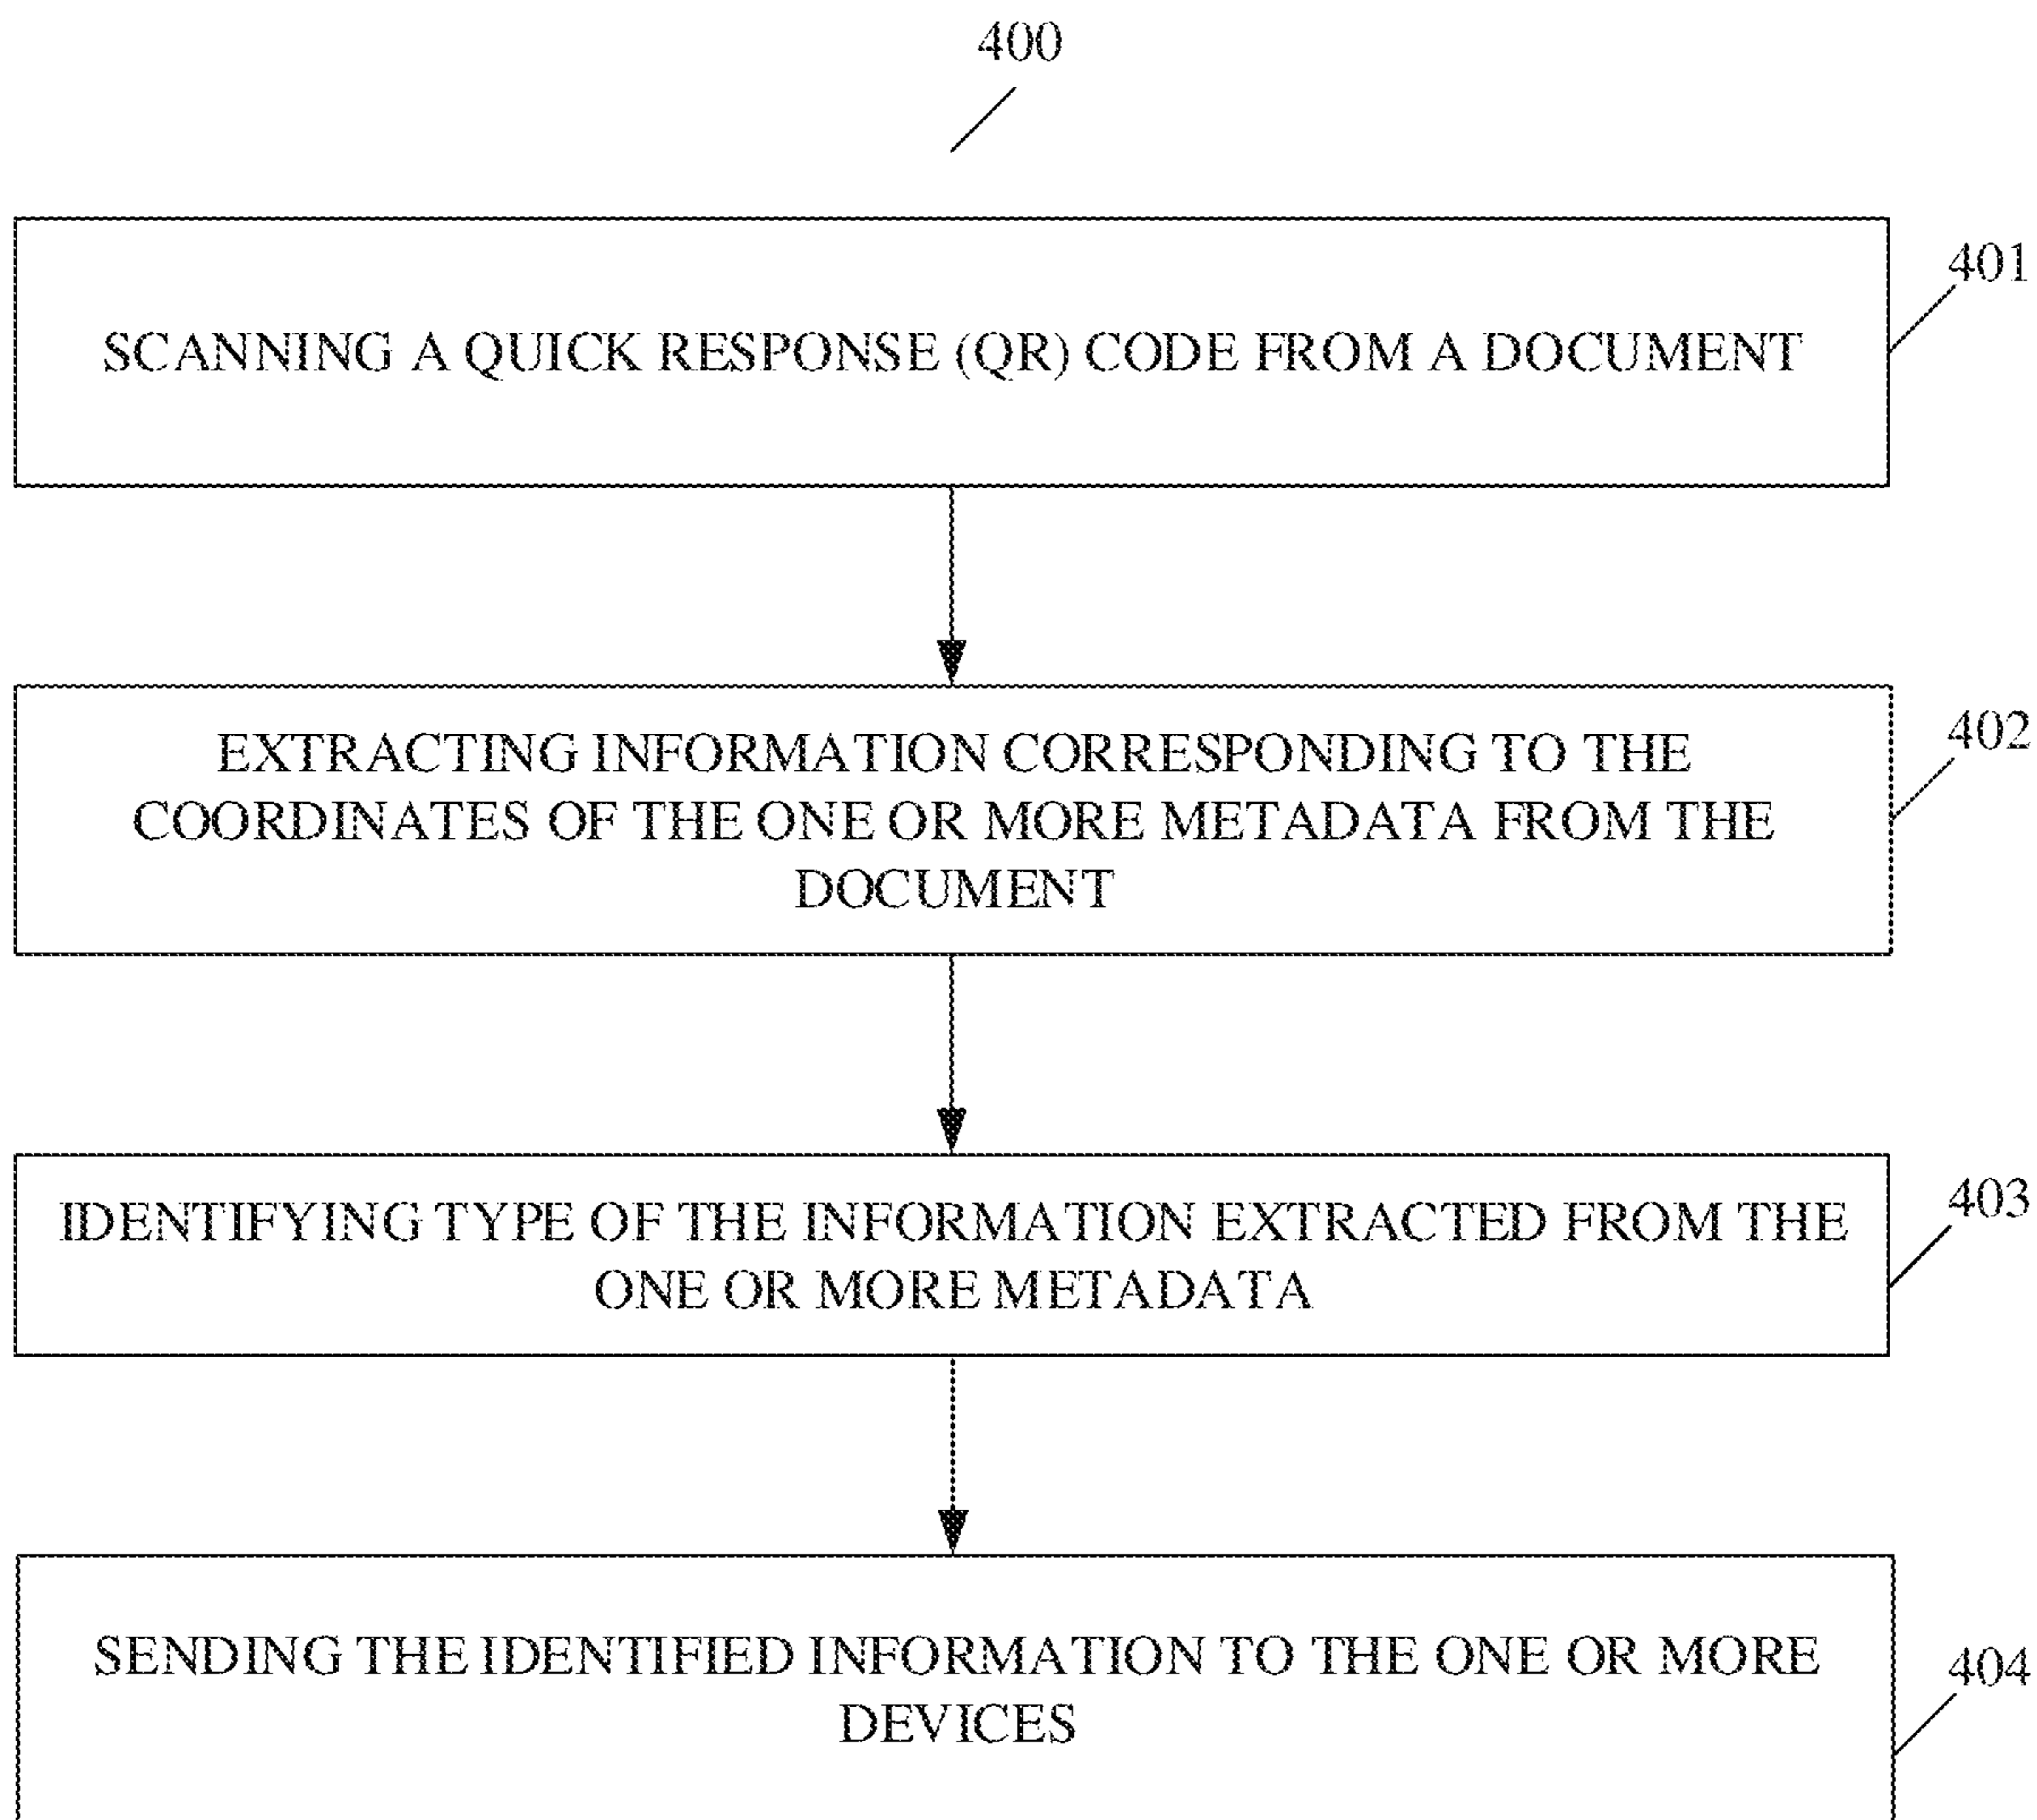 400
401
SCANNING A QUICK RESPONSE (QR) CODE FROM A DOCUMENT
402
EXTRACTING INFORMATION CORRESPONDING TO THE
COORDINATES OF THE ONE OR MORE METADATA FROM THE
DOCUMENT
403
IDENTIFYING TYPE OF THE INFORMATION EXTRACTED FROM THE
ONE OR MORE METADATA
404
SENDING THE IDENTIFIED INFORMATION TO THE ONE OR MORE
DEVICES